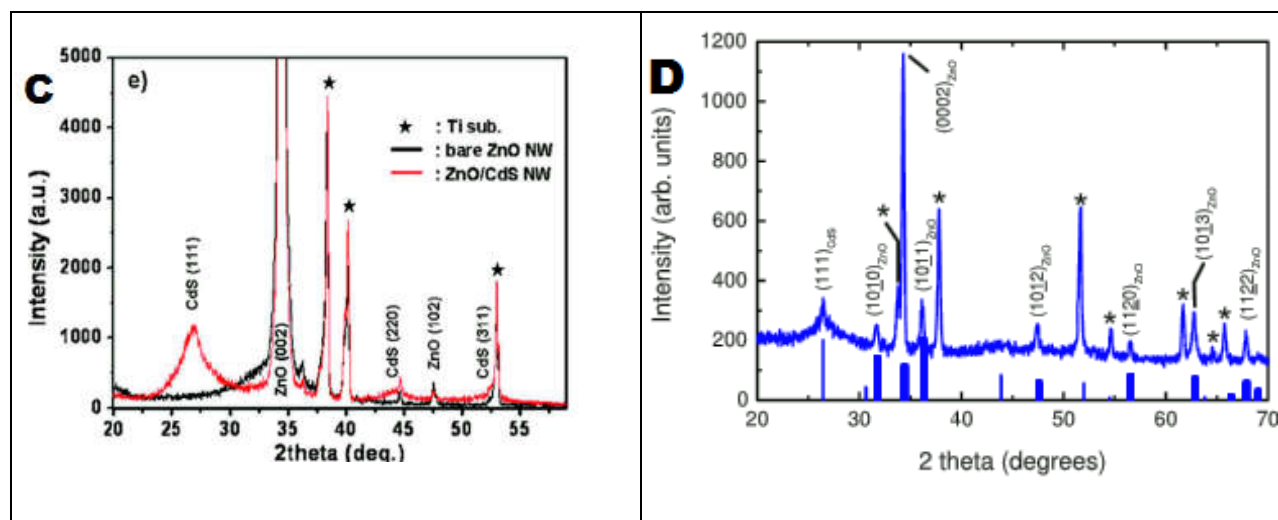 C
e)
5000
4000
3000
2000
1000
0
Intensity (a.u.)
★ : Ti sub.
bare ZnO NW
ZnO/CdS NW
CdS (111)
ZnO (002)
CdS (220)
ZnO (102)
CdS (311)
★
★
★
20 25 30 35 40 45 50 55
2theta (deg.)
D
1200
1000
800
600
400
200
0
Intensity (arb. units)
(111)CdS
(1010)ZnO
*
(0002)ZnO
(1011)ZnO
*
(1012)ZnO
*
*
(1120)ZnO
*
(1013)ZnO
*
*
(1122)ZnO
20 30 40 50 60 70
2 theta (degrees)